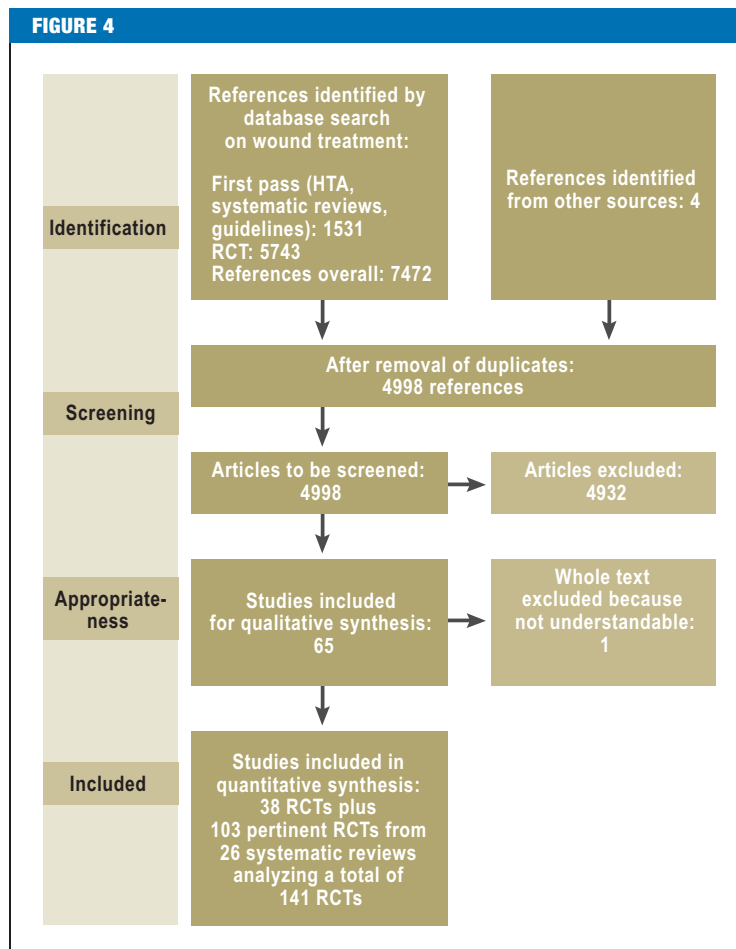 FIGURE 4
Identification
References identified by
database search
on wound treatment:
First pass (HTA,
systematic reviews,
guidelines): 1531
RCT: 5743
References overall: 7472
References identified
from other sources: 4
Screening
After removal of duplicates:
4998 references
Articles to be screened:
4998
Articles excluded:
4932
Appropriate-
ness
Studies included
for qualitative synthesis:
65
Whole text
excluded because
not understandable:
1
Included
Studies included in
quantitative synthesis:
38 RCTs plus
103 pertinent RCTs from
26 systematic reviews
analyzing a total of
141 RCTs